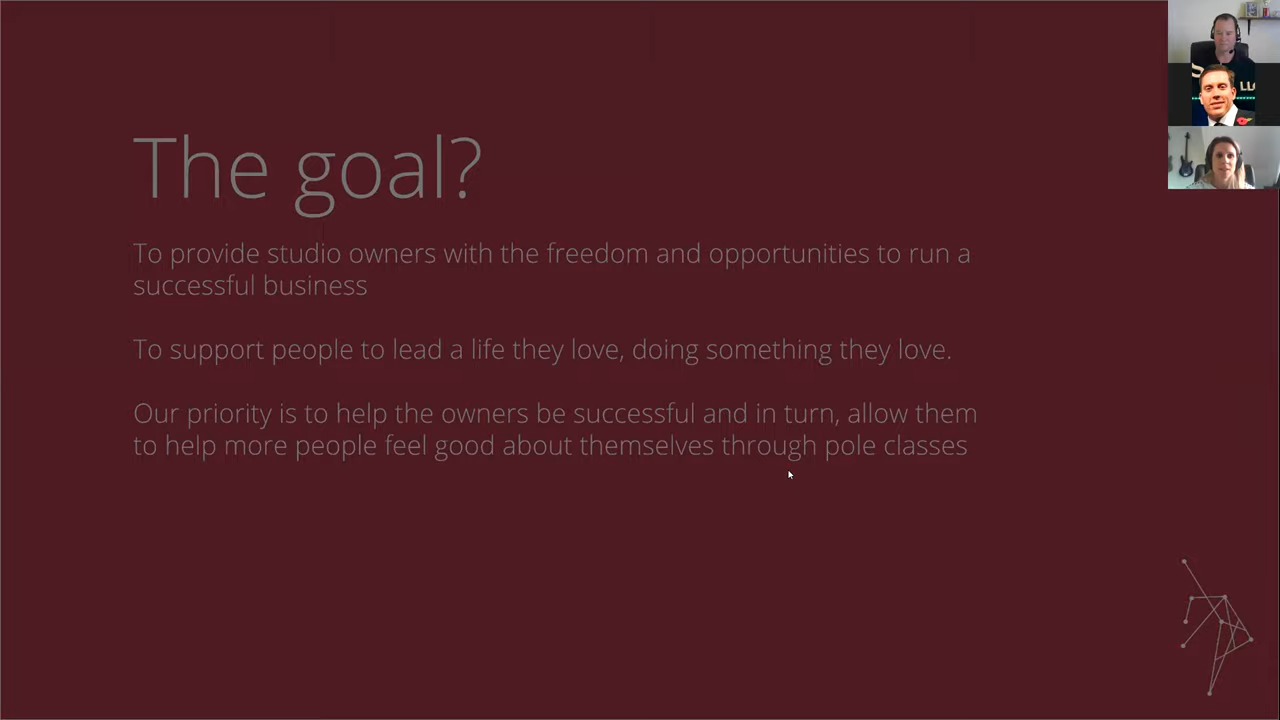 The goal?
To provide studio owners with the freedom and opportunities to run a
successful business
To support people to lead a life they love, doing something they love.
Our priority is to help the owners be successful and in turn, allow them
to help more people feel good about themselves through pole classes